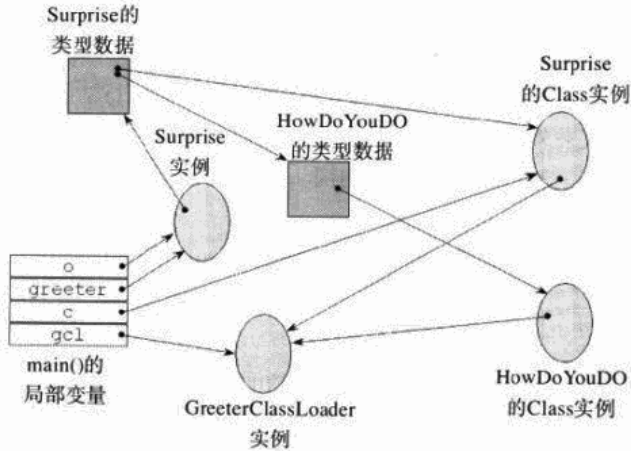 Surprise的
类型数据
Surprise
的Class实例
HowDoYouDO
的类型数据
Surprise
实例
o
greeter
c
gcl
main()的
局部变量
GreeterClassLoader
实例
HowDoYouDO
的Class实例